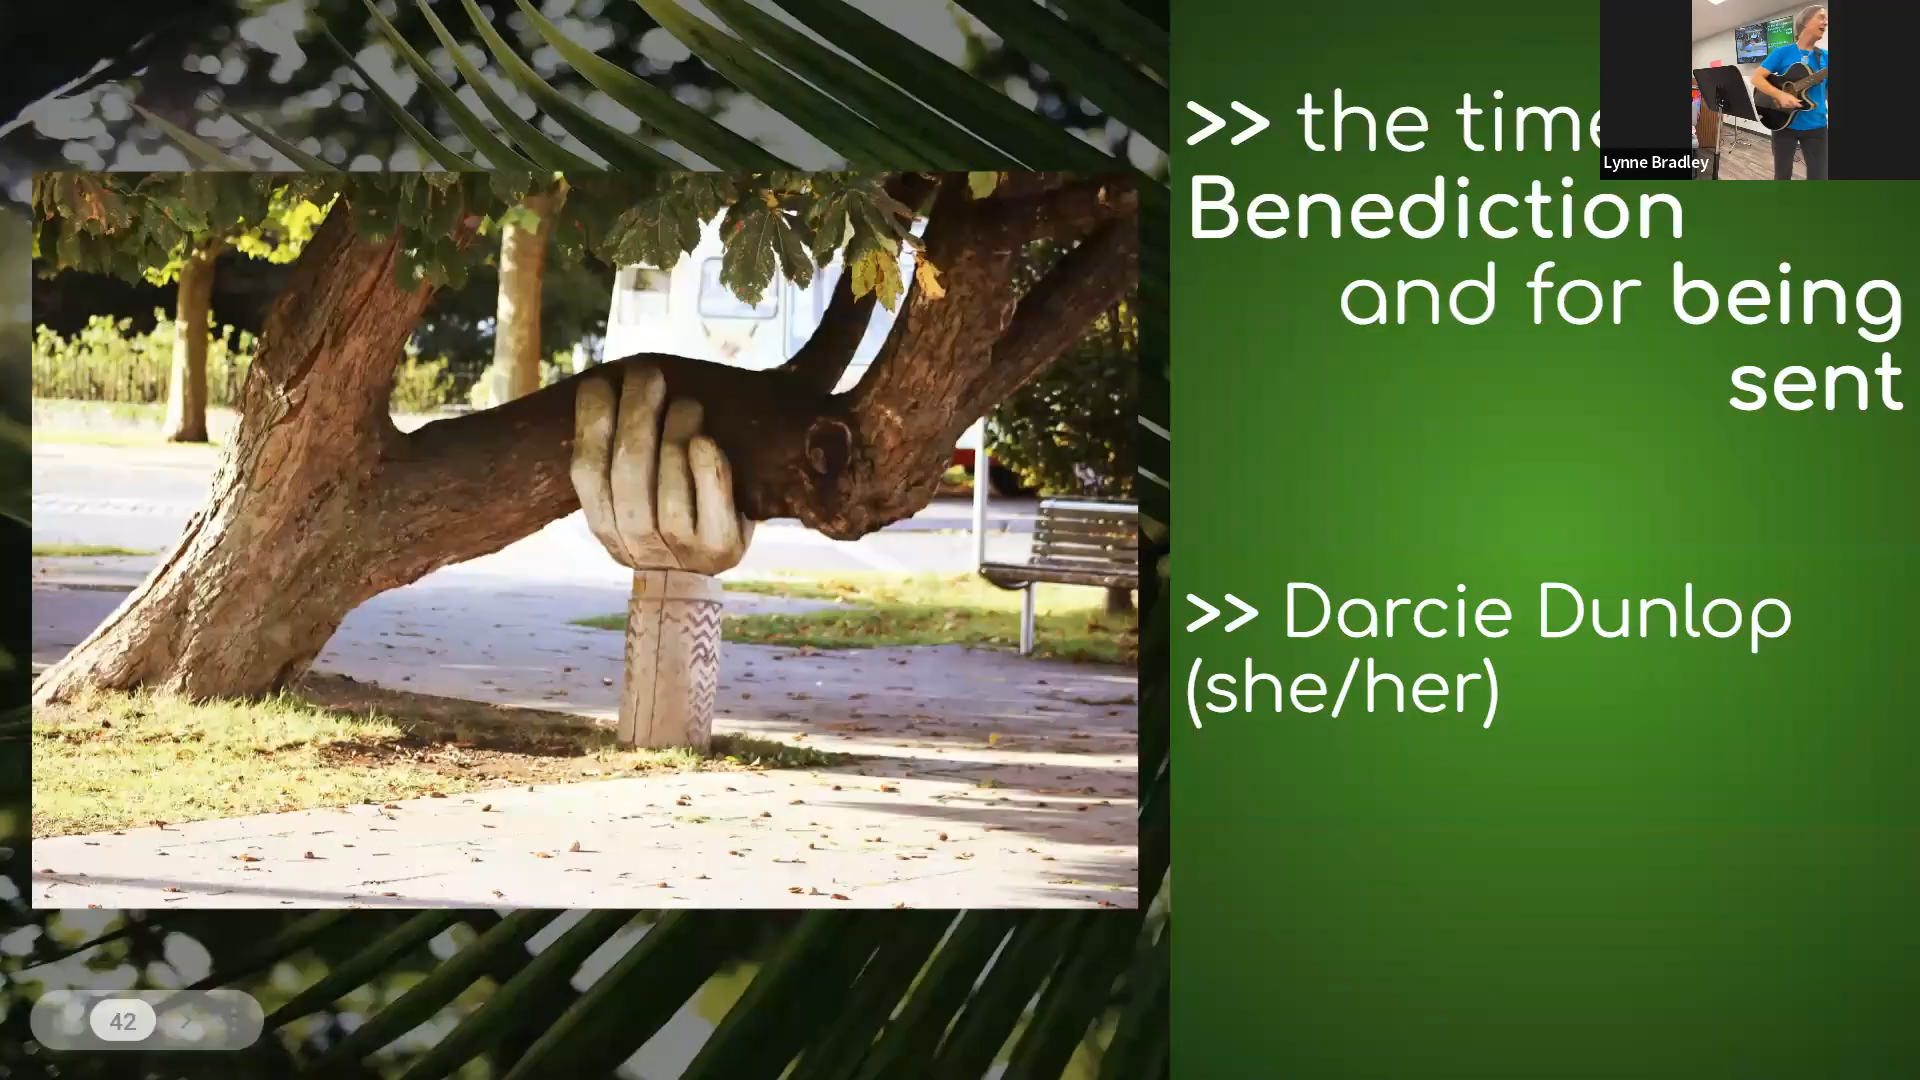 >> the time
Benediction
and for being
sent
Lynne Bradley
>> Darcie Dunlop
(she/her)
42